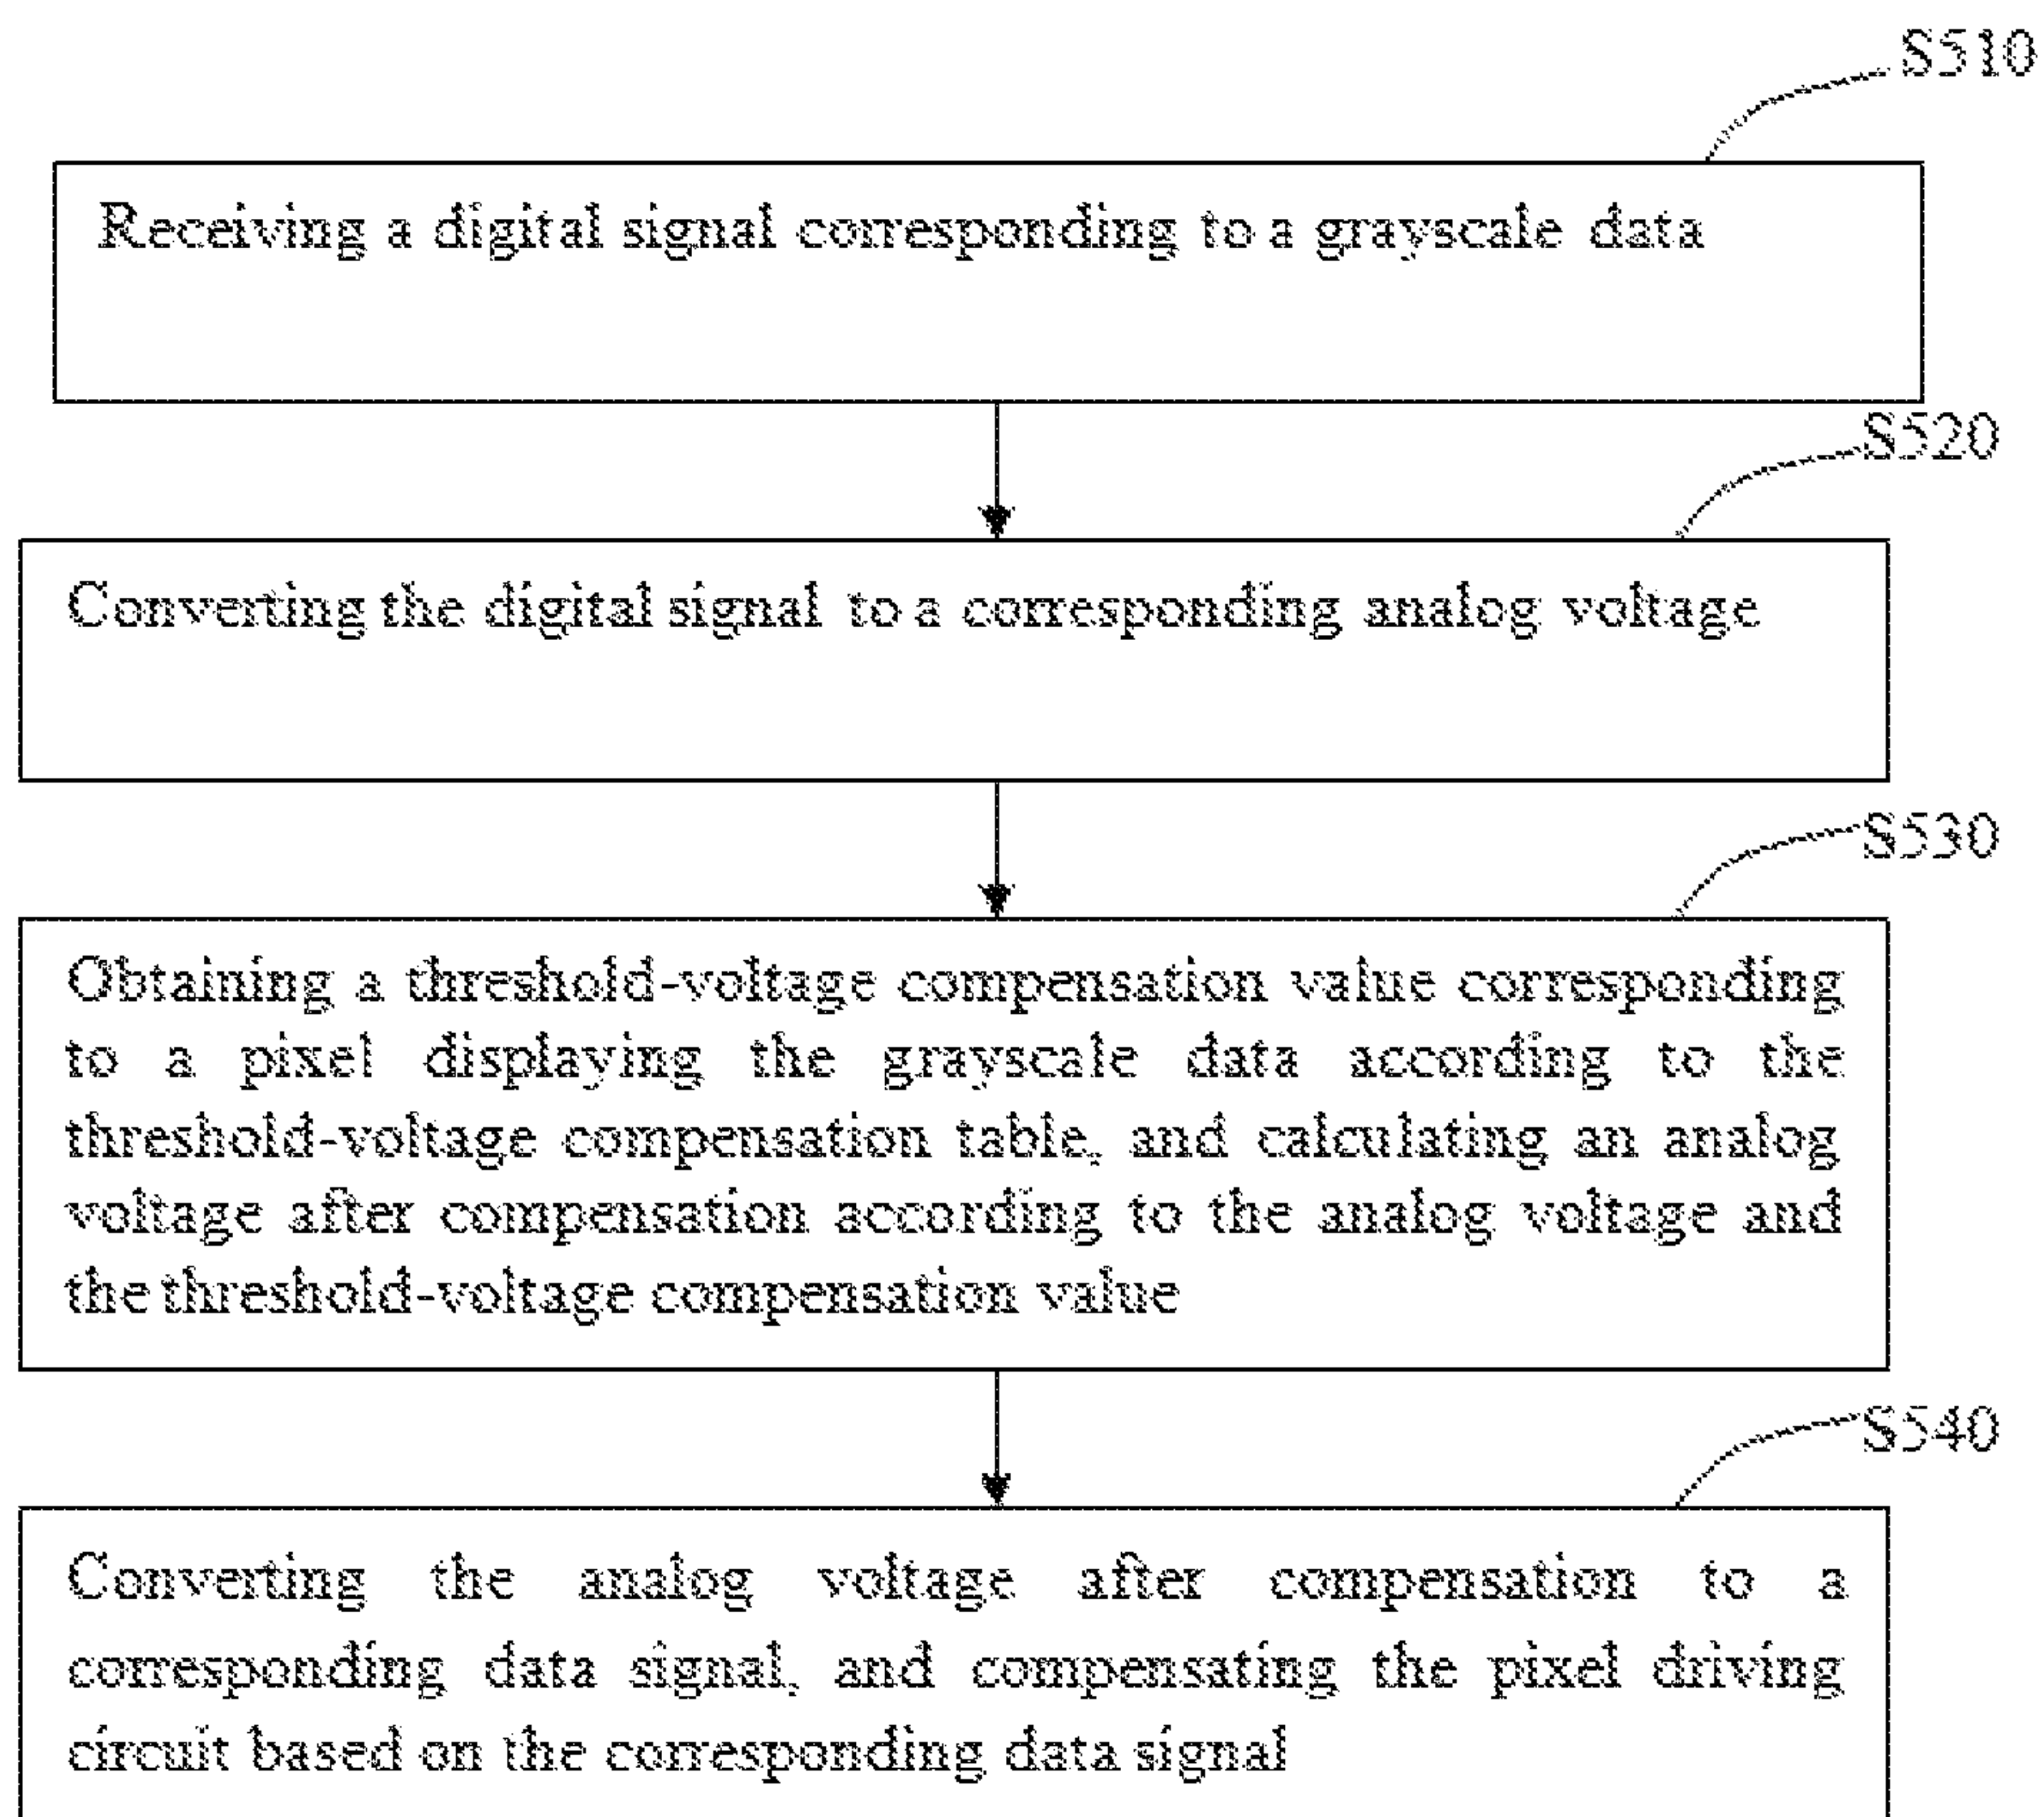 S510
Receiving a digital signal corresponding to a grayscale data
S520
Converting the digital signal to a corresponding analog voltage
S530
Obtaining a threshold-voltage compensation value corresponding
to a pixel displaying the grayscale data according to the
threshold-voltage compensation table, and calculating an analog
voltage after compensation according to the analog voltage and
the threshold-voltage compensation value
S540
Converting the analog voltage after compensation to a
corresponding data signal, and compensating the pixel driving
circuit based on the corresponding data signal